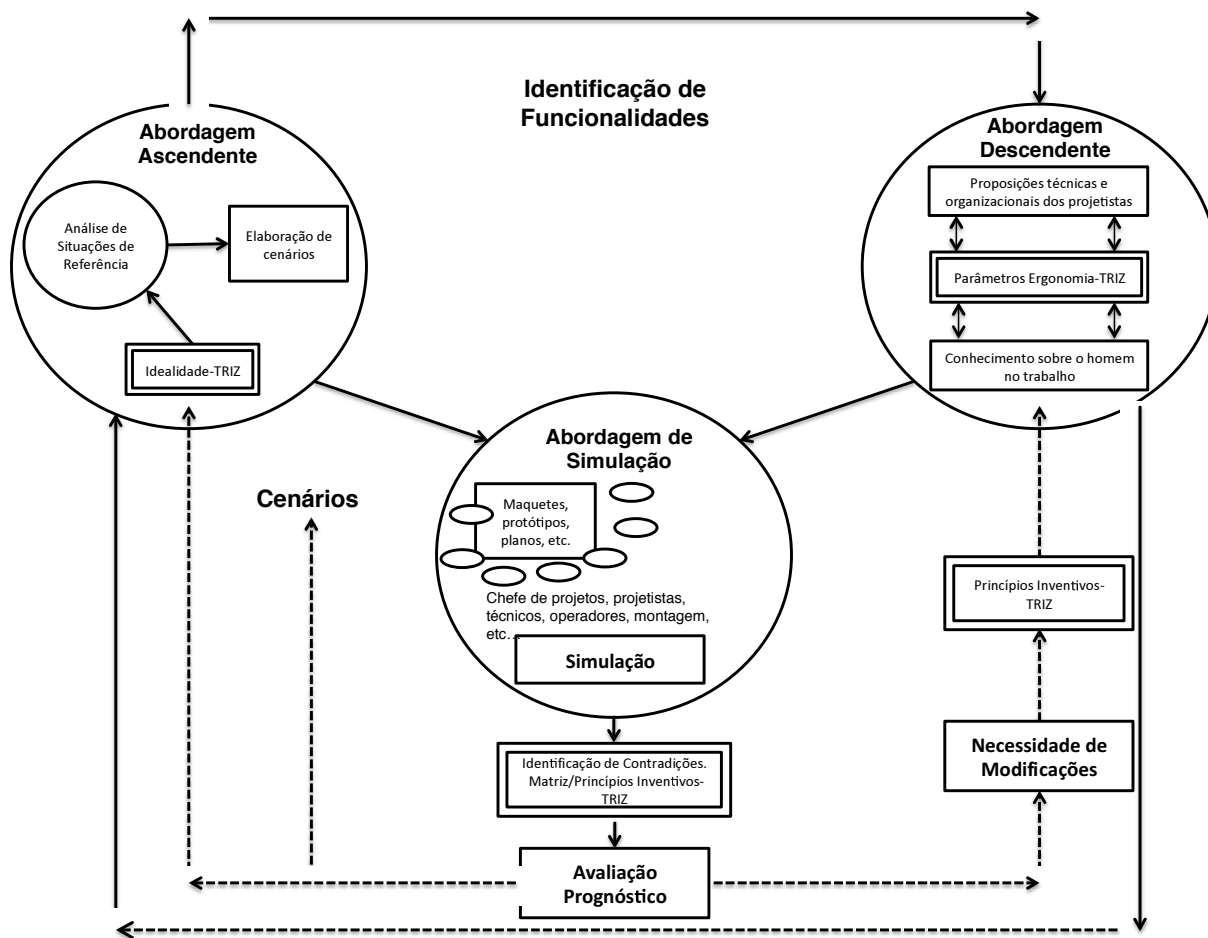 Identificação de
Funcionalidades
Abordagem
Ascendente
Análise de
Situações de
Referência
Elaboração de
cenários
Idealidade-TRIZ
Abordagem
Descendente
Proposições técnicas e
organizacionais dos projetistas
Parâmetros Ergonomia-TRIZ
Conhecimento sobre o homem
no trabalho
Abordagem de
Simulação
Maquetes,
protótipos,
planos, etc.
Chefe de projetos, projetistas,
técnicos, operadores, montagem,
etc...
Simulação
Cenários
Princípios Inventivos-
TRIZ
Necessidade de
Modificações
Identificação de Contradições.
Matriz/Princípios Inventivos-
TRIZ
Avaliação
Prognóstico